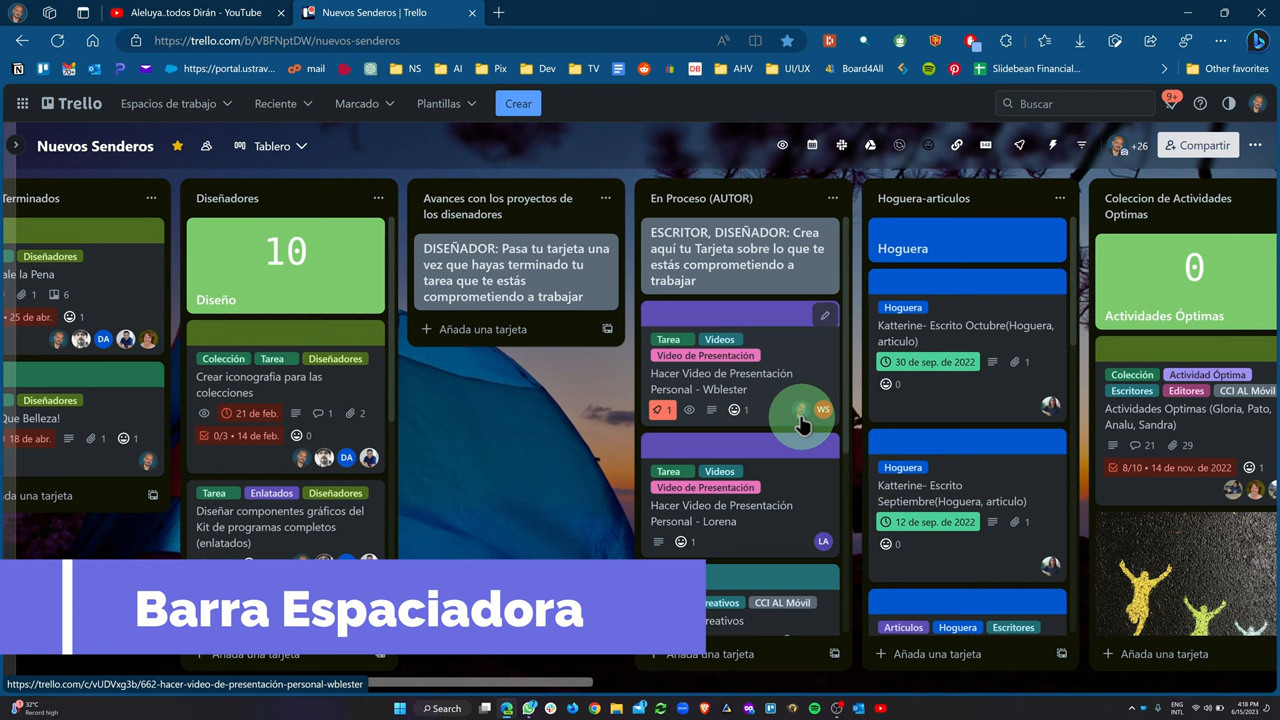 Aleluya..todos Dirán - YouTube
Nuevos Senderos | Trello
https://trello.com/b/VBFNptDW/nuevos-senderos
https://portal.ustrav...
mail
NS
AI
Pix
Dev
TV
AHV
UI/UX
Board4All
Slidebean Financial...
Other favorites
Trello
Espacios de trabajo
Reciente
Marcado
Plantillas
Crear
Buscar
9+
Nuevos Senderos
Tablero
+26
Compartir
Terminados
Diseñadores
ale la Pena
1
6
25 de abr.
1
DA
Diseñadores
Que Belleza!
18 de abr.
1
1
ada una tarjeta
Diseñadores
10
Diseño
Colección
Tarea
Diseñadores
Crear iconografia para las
colecciones
21 de feb.
1
2
0/3 • 14 de feb.
0
DA
Tarea
Enlatados
Diseñadores
Diseñar componentes gráficos del
Kit de programas completos
(enlatados)
Añada una tarjeta
Avances con los proyectos de
los disenadores
DISEÑADOR: Pasa tu tarjeta una
vez que hayas terminado tu
tarea que te estás
comprometiendo a trabajar
Añada una tarjeta
En Proceso (AUTOR)
ESCRITOR, DISEÑADOR: Crea
aquí tu Tarjeta sobre lo que te
estás comprometiendo a
trabajar
Tarea
Videos
Video de Presentación
Hacer Video de Presentación
Personal - Wblester
1
1
WS
Tarea
Videos
Video de Presentación
Hacer Video de Presentación
Personal - Lorena
1
LA
reativos
CCI AL Móvil
reativos
Añada una tarjeta
Hoguera-articulos
Hoguera
Hoguera
Katterine- Escrito Octubre(Hoguera,
articulo)
30 de sep. de 2022
1
0
Hoguera
Katterine- Escrito
Septiembre(Hoguera, articulo)
12 de sep. de 2022
1
0
Artículos
Hoguera
Escritores
Añada una tarjeta
Coleccion de Actividades
Optimas
0
Actividades Óptimas
Colección
Actividad Óptima
Escritores
Editores
CCI AL Móvil
Actividades Optimas (Gloria, Pato,
Analu, Sandra)
21
29
8/10 • 14 de nov. de 2022
1
Añada una tarjeta
Barra Espaciadora
https://trello.com/c/vUDVxg3b/662-hacer-video-de-presentación-personal-wblester
32°C
Record high
Search
INTL
ES
4:18 PM
6/15/2023